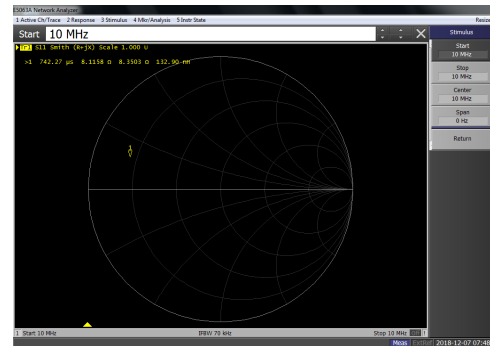 E5063A Network Analyzer
1 Active Ch/Trace 2 Response 3 Stimulus 4 Mkr/Analysis 5 Instr State
Resize
Start 10 MHz
Tr1 S11 Smith (R+jX) Scale 1.000 U
>1 742.27 µs 8.1158 Ω 8.3503 Ω 132.90 nH
1
Stimulus
Start
10 MHz
Stop
10 MHz
Center
10 MHz
Span
0 Hz
Return
1 Start 10 MHz IFBW 70 kHz Stop 10 MHz Off !
Meas ExtRef 2018-12-07 07:48